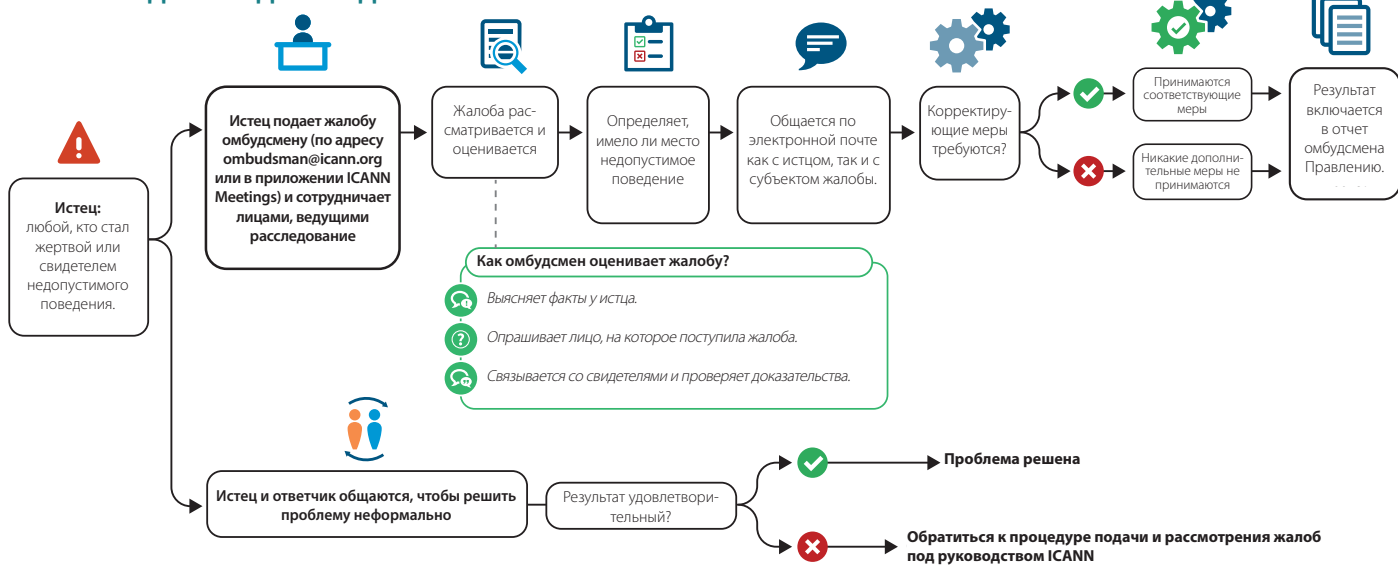 Истец:
любой, кто стал
жертвой или
свидетелем
недопустимого
поведения.
Истец подает жалобу
омбудсмену (по адресу
ombudsman@icann.org
или в приложении ICANN
Meetings) и сотрудничает
лицами, ведущими
расследование
Жалоба рас-
сматривается и
оценивается
Определяет,
имело ли место
недопустимое
поведение
Общается по
электронной почте
как с истцом, так и с
субъектом жалобы.
Корректиру-
ющие меры
требуются?
Принимаются
соответствующие
меры
Никакие дополни-
тельные меры не
принимаются
Результат
включается
в отчет
омбудсмена
Правлению.
Как омбудсмен оценивает жалобу?
Выясняет факты у истца.
Опрашивает лицо, на которое поступила жалоба.
Связывается со свидетелями и проверяет доказательства.
Истец и ответчик общаются, чтобы решить
проблему неформально
Результат удовлетвори-
тельный?
Проблема решена
Обратиться к процедуре подачи и рассмотрения жалоб
под руководством ICANN